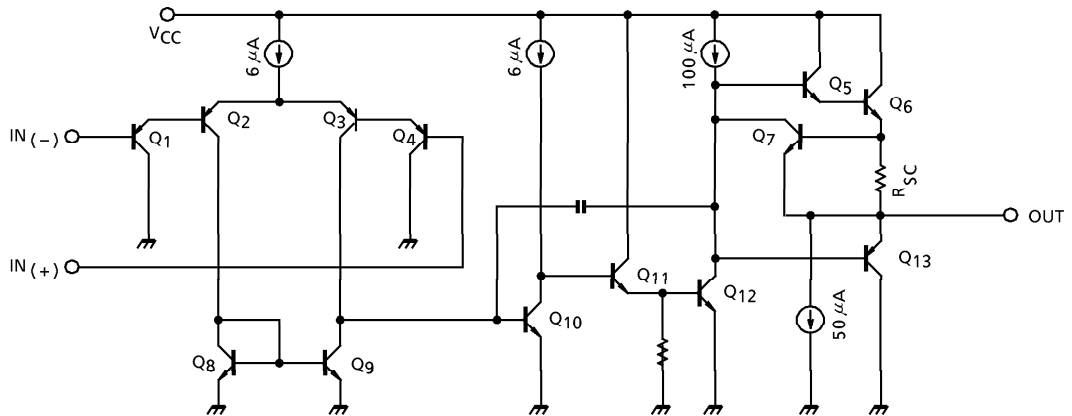 VCC
6 μA
6 μA
100 μA
Q5
Q6
Q2
Q3
IN(−)
Q1
Q4
Q7
RSC
OUT
IN(+)
Q13
Q11
Q12
Q10
50 μA
Q8
Q9